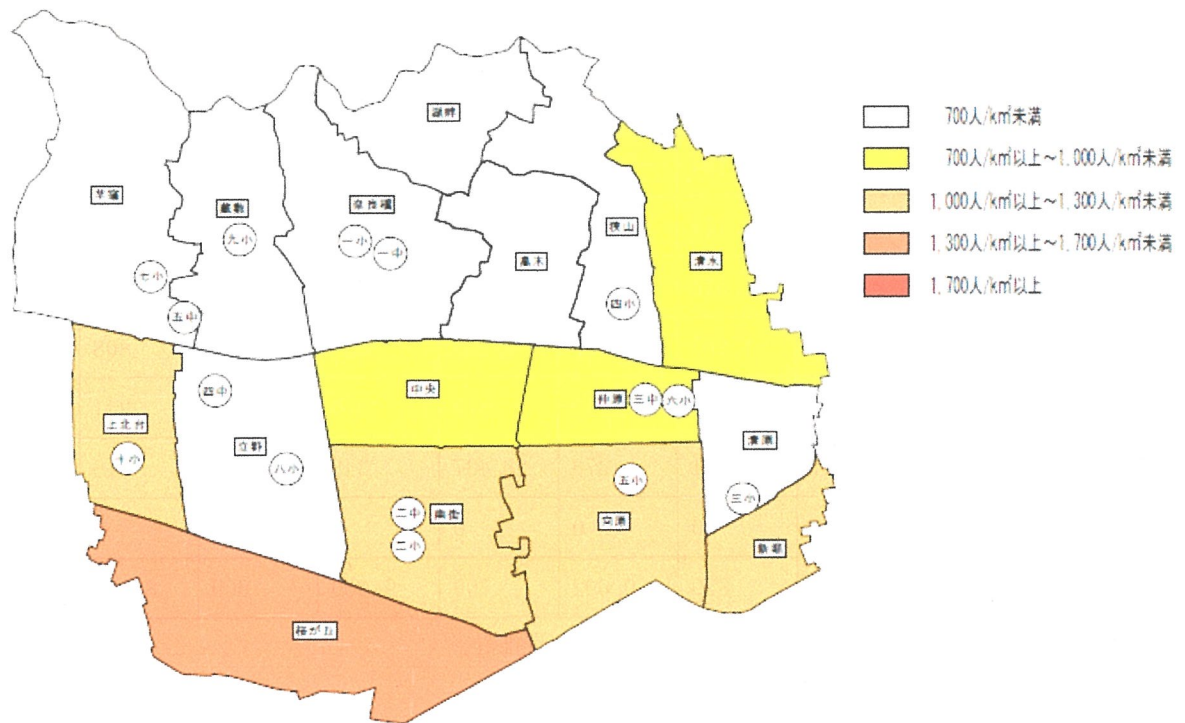 湖畔
芋窪
蔵敷
奈良橋
狭山
九小
一小
一中
高木
清水
七小
四小
五中
中央
四中
仲原
三中
六小
上北台
清原
十小
立野
八小
五小
三小
二中
南街
向原
二小
新堀
桜が丘
700人/k㎡未満
700人/k㎡以上～1,000人/k㎡未満
1,000人/k㎡以上～1,300人/k㎡未満
1,300人/k㎡以上～1,700人/k㎡未満
1,700人/k㎡以上